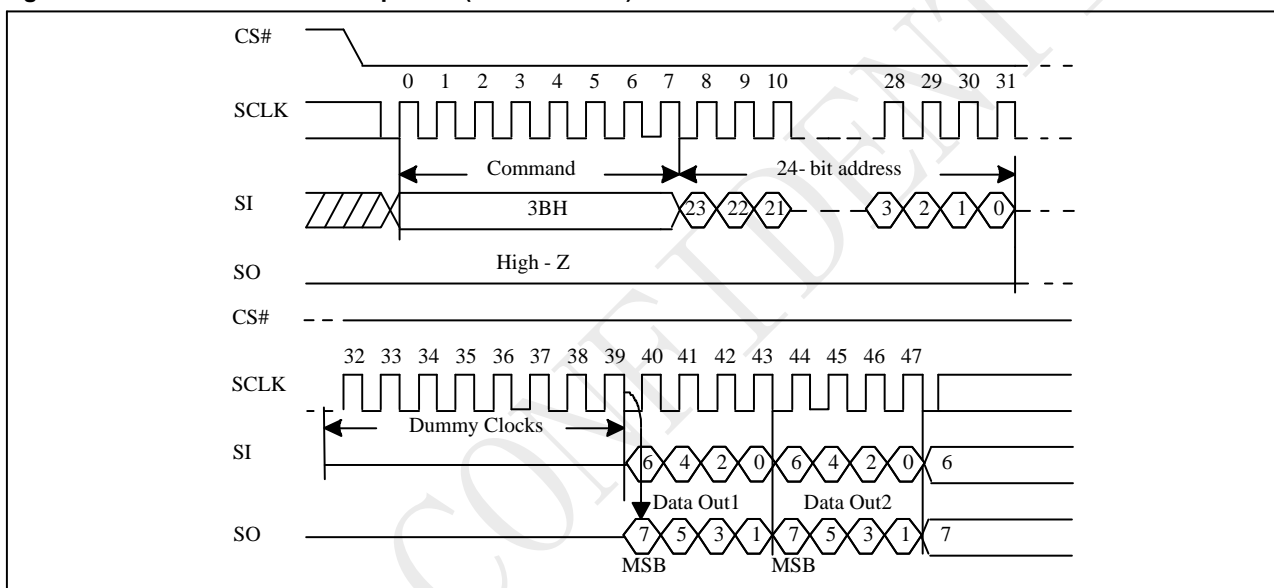 CS#
0 1 2 3 4 5 6 7 8 9 10 28 29 30 31
SCLK
Command 24- bit address
SI 3BH 23 22 21 3 2 1 0
High - Z
SO
CS#
32 33 34 35 36 37 38 39 40 41 42 43 44 45 46 47
SCLK
Dummy Clocks
SI 6 4 2 0 6 4 2 0 6
Data Out1 Data Out2
SO 7 5 3 1 7 5 3 1 7
MSB MSB